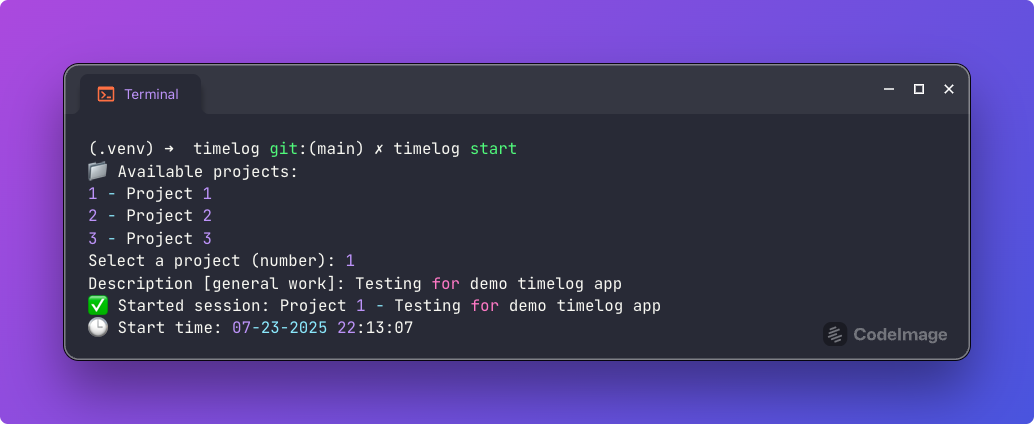 Terminal
(.venv) ➜  timelog git:(main) ✗ timelog start
📁 Available projects:
1 - Project 1
2 - Project 2
3 - Project 3
Select a project (number): 1
Description [general work]: Testing for demo timelog app
✅ Started session: Project 1 - Testing for demo timelog app
🕒 Start time: 07-23-2025 22:13:07
CodeImage